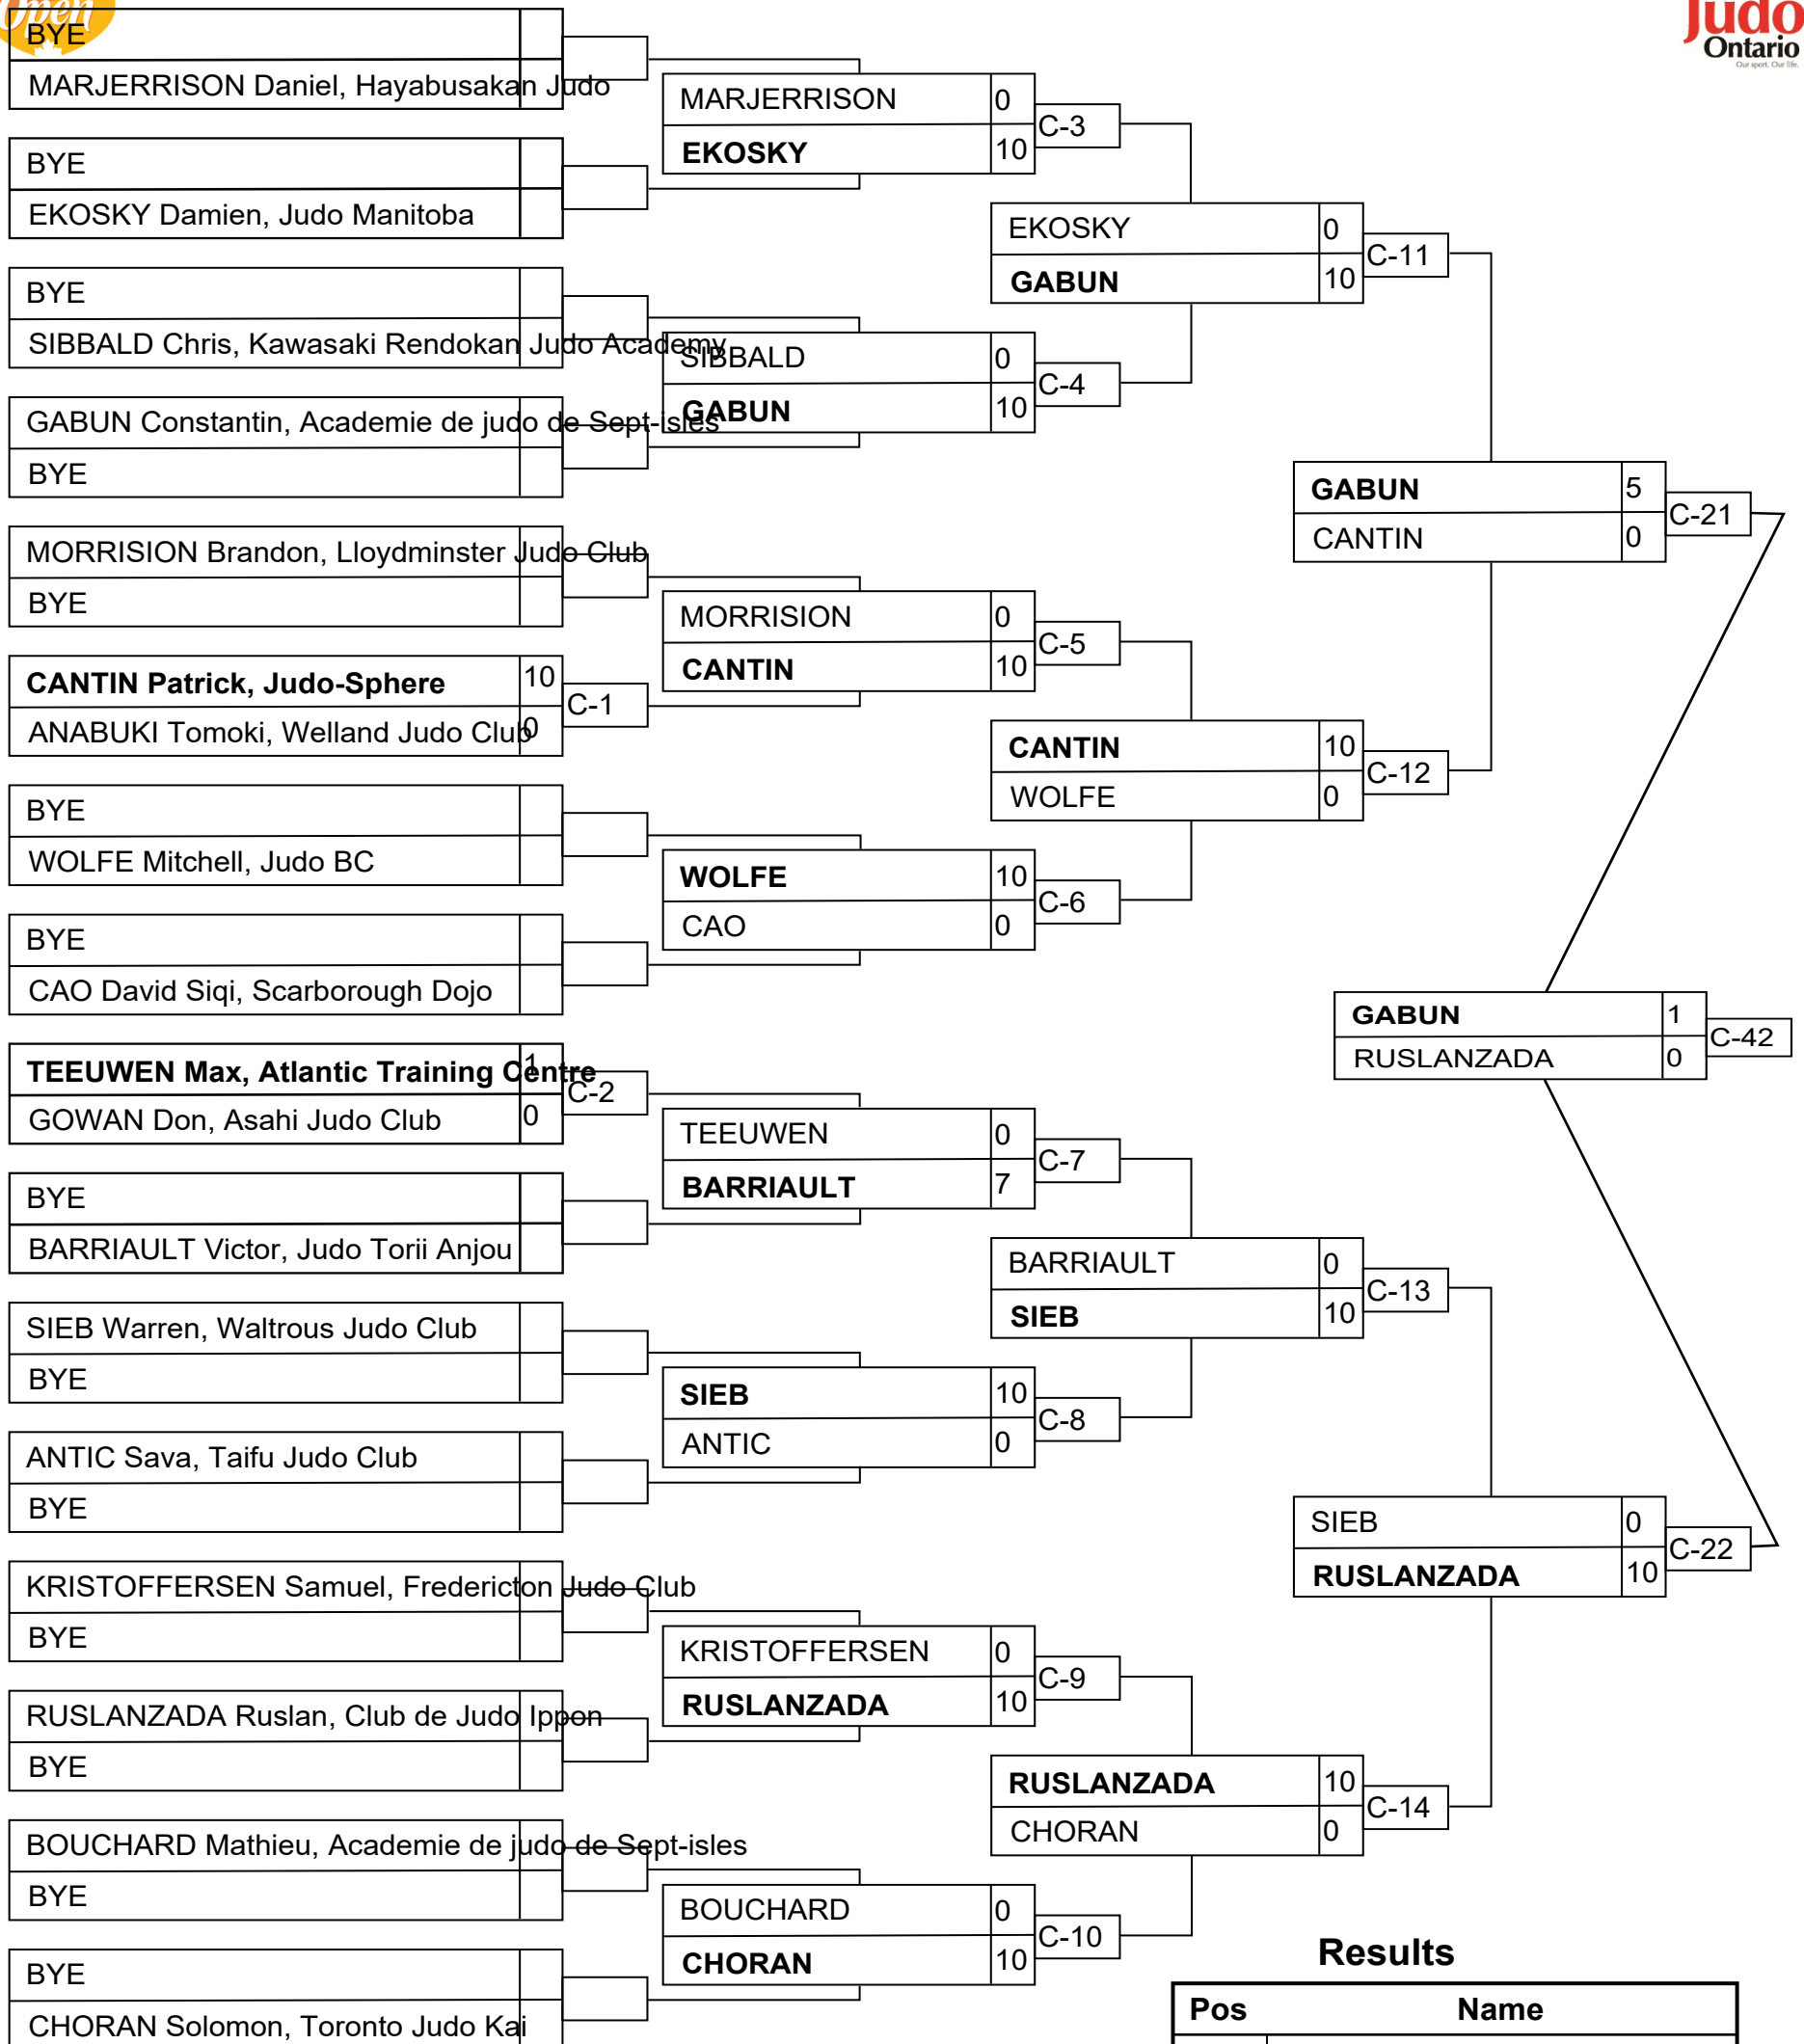 Open
Judo
Ontario
Our sport. Our life.
BYE
MARJERRISON Daniel, Hayabusakan Judo
BYE
EKOSKY Damien, Judo Manitoba
BYE
SIBBALD Chris, Kawasaki Rendokan Judo Academy
GABUN Constantin, Academie de judo de Sept-isles
BYE
MORRISION Brandon, Lloydminster Judo Club
BYE
CANTIN Patrick, Judo-Sphere 10
ANABUKI Tomoki, Welland Judo Club 0
C-1
BYE
WOLFE Mitchell, Judo BC
BYE
CAO David Siqi, Scarborough Dojo
TEEUWEN Max, Atlantic Training Centre 1
GOWAN Don, Asahi Judo Club 0
C-2
BYE
BARRIAULT Victor, Judo Torii Anjou
SIEB Warren, Waltrous Judo Club
BYE
ANTIC Sava, Taifu Judo Club
BYE
KRISTOFFERSEN Samuel, Fredericton Judo Club
BYE
RUSLANZADA Ruslan, Club de Judo Ippon
BYE
BOUCHARD Mathieu, Academie de judo de Sept-isles
BYE
BYE
CHORAN Solomon, Toronto Judo Kai
MARJERRISON 0
EKOSKY 10
C-3
SIBBALD 0
GABUN 10
C-4
MORRISION 0
CANTIN 10
C-5
WOLFE 10
CAO 0
C-6
TEEUWEN 0
BARRIAULT 7
C-7
SIEB 10
ANTIC 0
C-8
KRISTOFFERSEN 0
RUSLANZADA 10
C-9
BOUCHARD 0
CHORAN 10
C-10
EKOSKY 0
GABUN 10
C-11
CANTIN 10
WOLFE 0
C-12
BARRIAULT 0
SIEB 10
C-13
RUSLANZADA 10
CHORAN 0
C-14
GABUN 5
CANTIN 0
C-21
SIEB 0
RUSLANZADA 10
C-22
GABUN 1
RUSLANZADA 0
C-42
Results
Pos Name